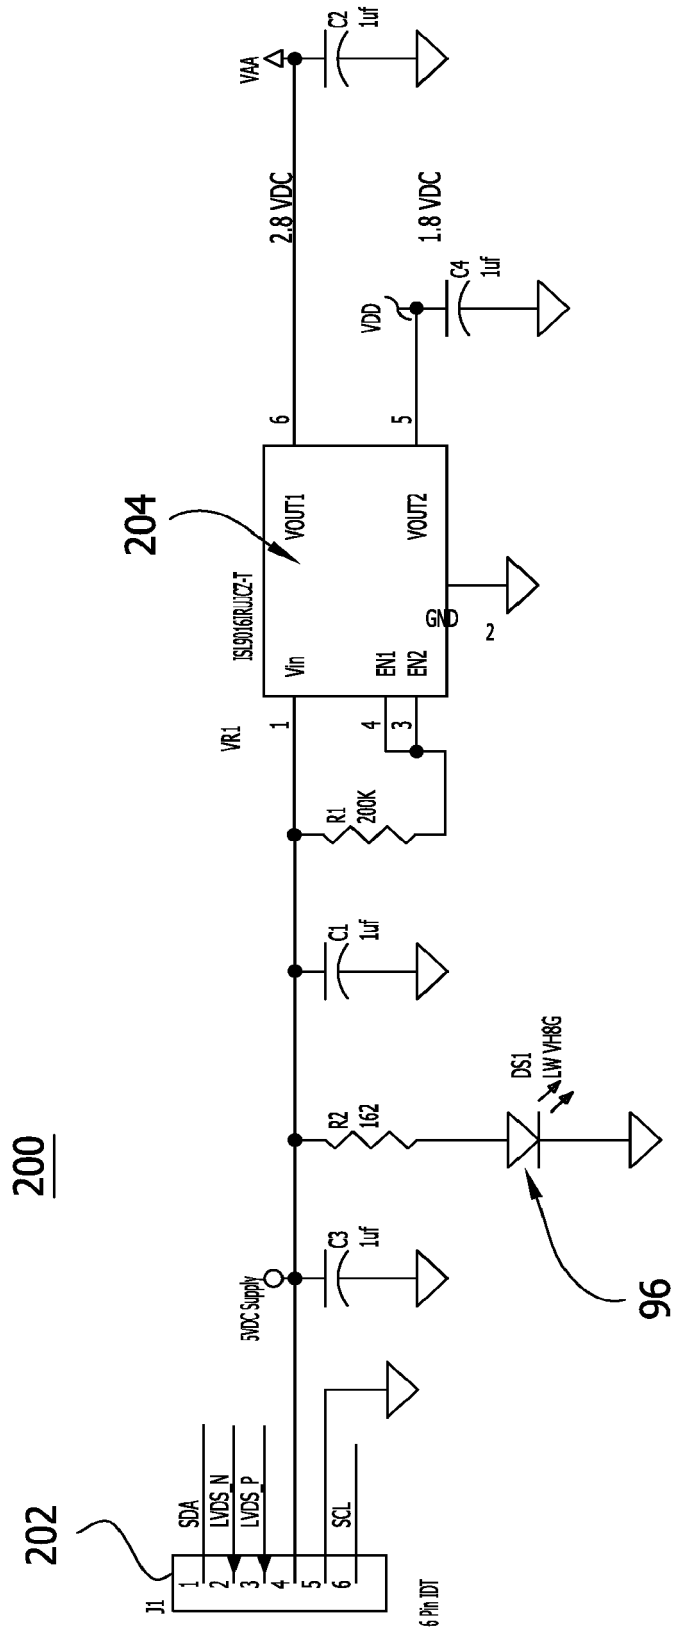 200
202
J1
1
2
3
4
5
6
SDA
LVDS_N
LVDS_P
SCL
6 Pin IDT
5VDC Supply
C3
1uf
R2
162
DS1
LW VH8G
96
C1
1uf
R1
200K
VR1
1
4
3
ISL9016IRUJCZ-T
204
Vin
EN1
EN2
GND
2
VOUT1
VOUT2
6
5
2.8 VDC
1.8 VDC
VDD
C4
1uf
VAA
C2
1uf